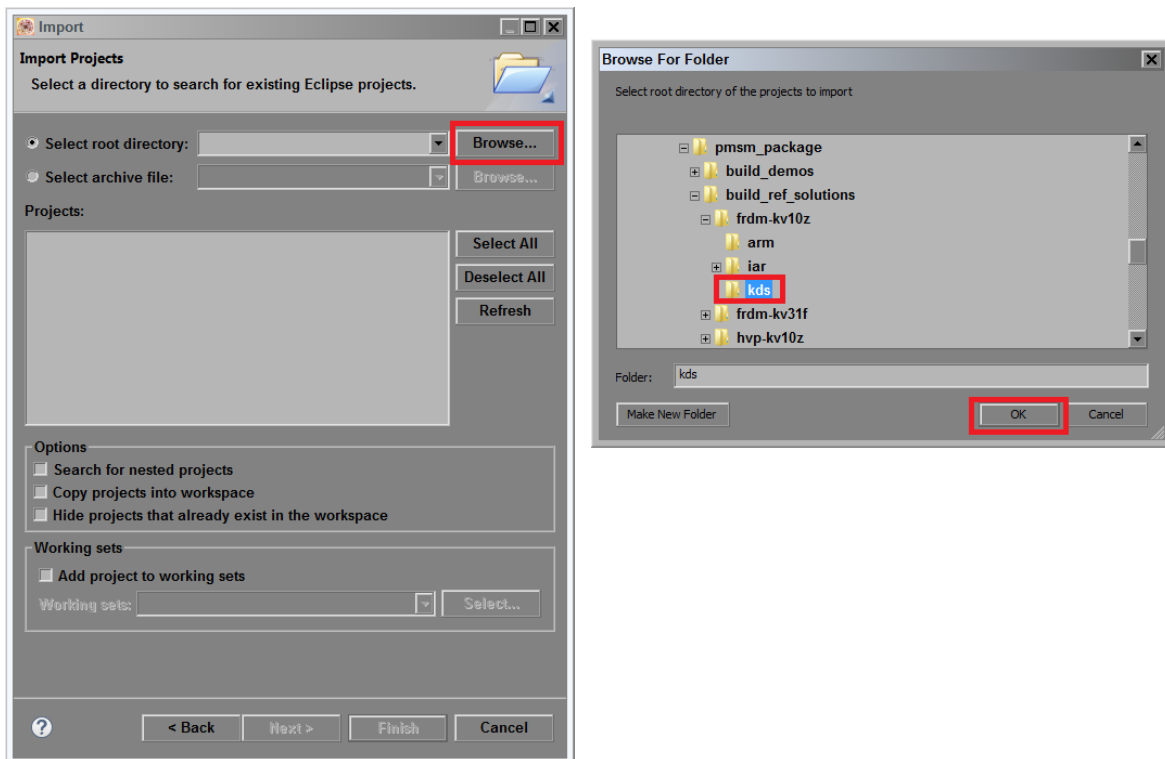 Import
Import Projects
Select a directory to search for existing Eclipse projects.
Select root directory:
Browse...
Select archive file:
Browse...
Projects:
Select All
Deselect All
Refresh
Options
Search for nested projects
Copy projects into workspace
Hide projects that already exist in the workspace
Working sets
Add project to working sets
Working sets:
Select...
?
< Back
Next >
Finish
Cancel
Browse For Folder
Select root directory of the projects to import
pmsm_package
build_demos
build_ref_solutions
frdm-kv10z
arm
iar
kds
frdm-kv31f
hvp-kv10z
Folder:
kds
Make New Folder
OK
Cancel